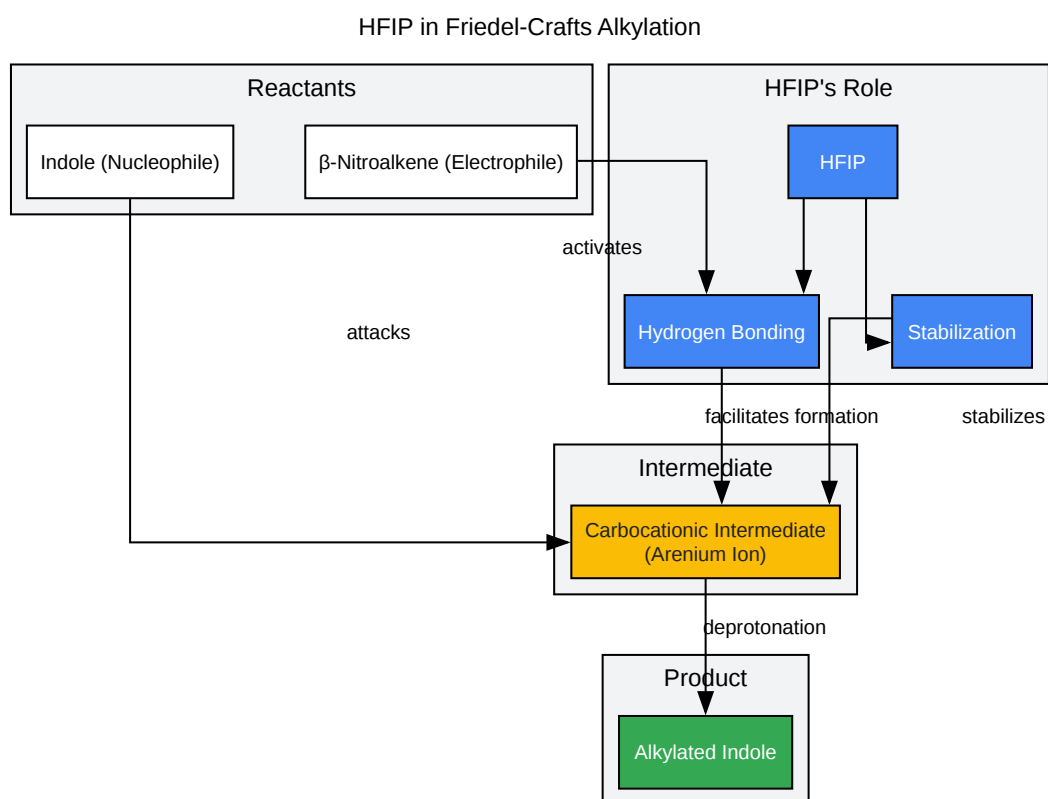 HFIP in Friedel-Crafts Alkylation
Reactants
HFIP's Role
Indole (Nucleophile)
β-Nitroalkene (Electrophile)
HFIP
activates
attacks
Hydrogen Bonding
Stabilization
facilitates formation
stabilizes
Intermediate
Carbocationic Intermediate
(Arenium Ion)
deprotonation
Product
Alkylated Indole